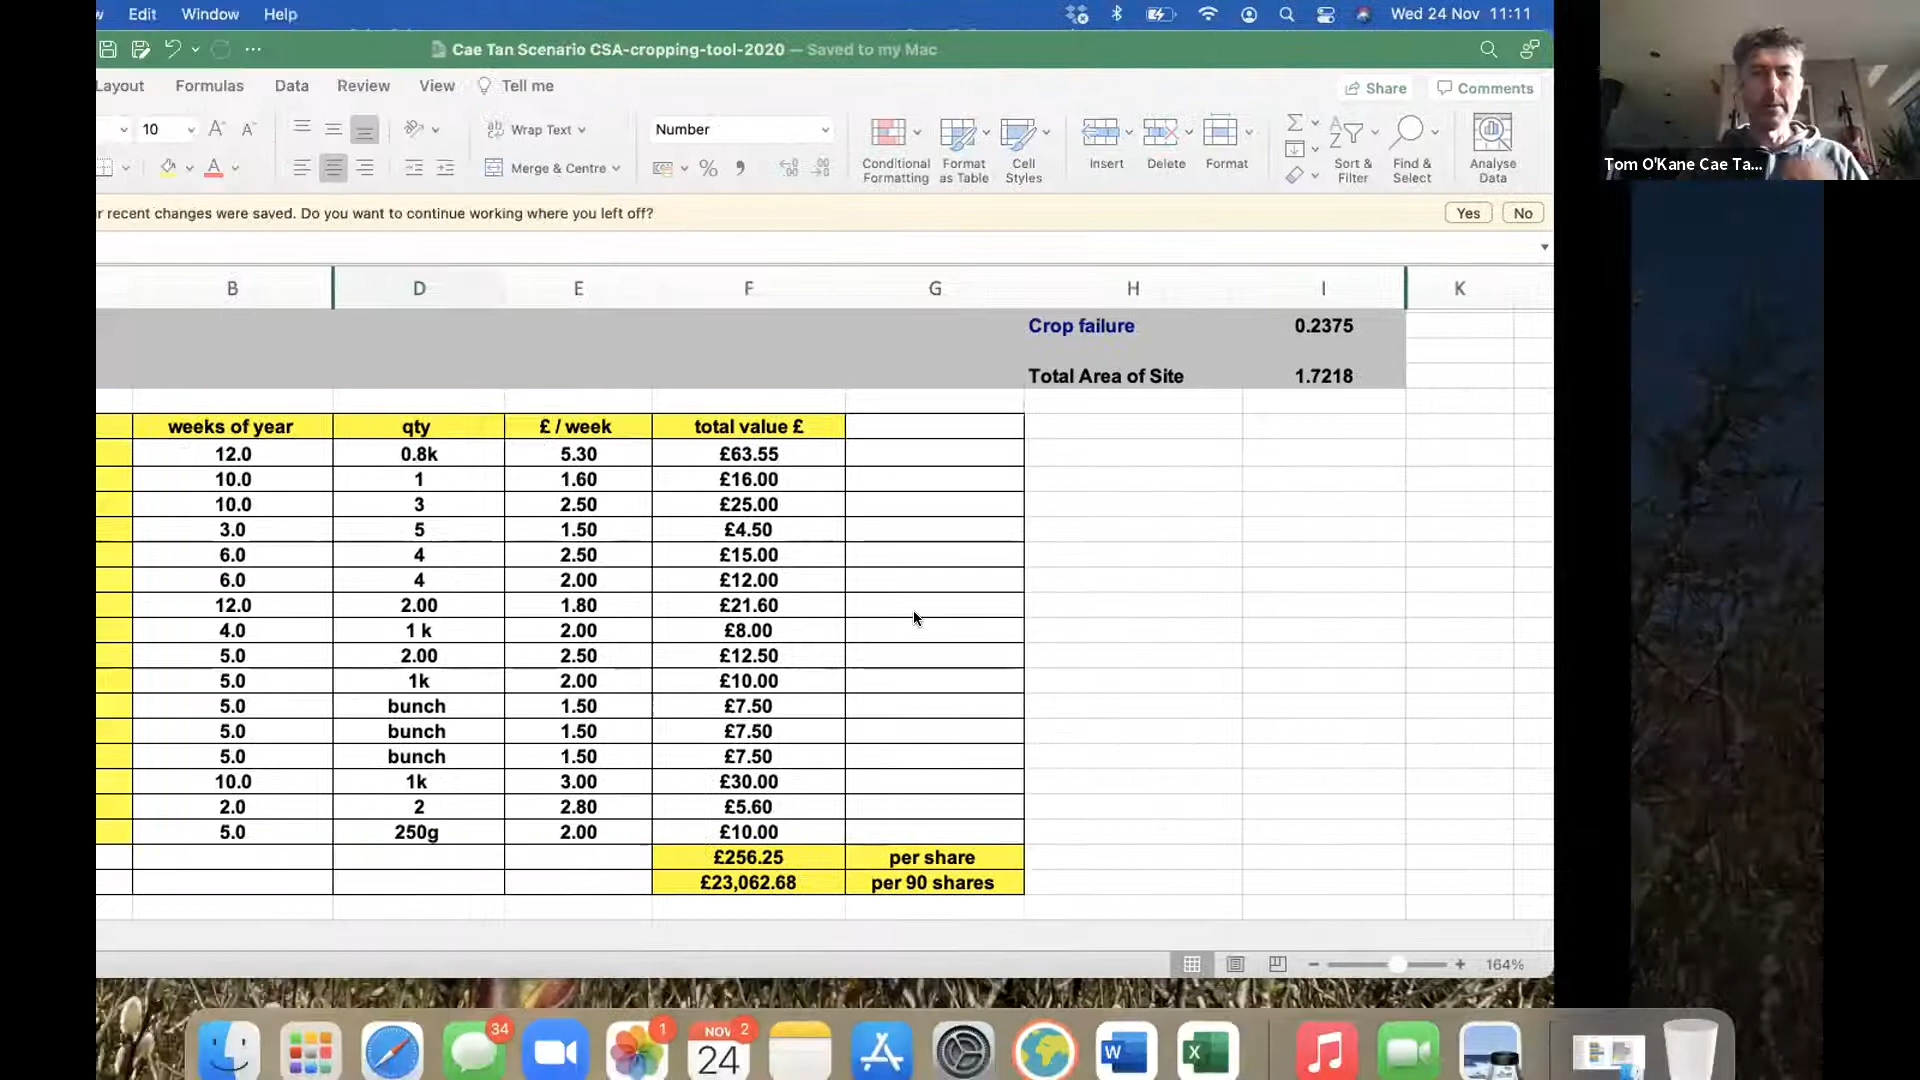 w Edit Window Help Wed 24 Nov 11:11
Cae Tan Scenario CSA-cropping-tool-2020 — Saved to my Mac
Layout Formulas Data Review View Tell me Share Comments
10 Wrap Text Number
Merge & Centre Conditional Formatting Format as Table Cell Styles Insert Delete Format Sort & Filter Find & Select Analyse Data
Tom O'Kane Cae Ta...
r recent changes were saved. Do you want to continue working where you left off? Yes No
B D E F G H I K
Crop failure 0.2375
Total Area of Site 1.7218
weeks of year qty £ / week total value £
12.0 0.8k 5.30 £63.55
10.0 1 1.60 £16.00
10.0 3 2.50 £25.00
3.0 5 1.50 £4.50
6.0 4 2.50 £15.00
6.0 4 2.00 £12.00
12.0 2.00 1.80 £21.60
4.0 1 k 2.00 £8.00
5.0 2.00 2.50 £12.50
5.0 1k 2.00 £10.00
5.0 bunch 1.50 £7.50
5.0 bunch 1.50 £7.50
5.0 bunch 1.50 £7.50
10.0 1k 3.00 £30.00
2.0 2 2.80 £5.60
5.0 250g 2.00 £10.00
£256.25 per share
£23,062.68 per 90 shares
164%
34 1 NOV 2
24 W X